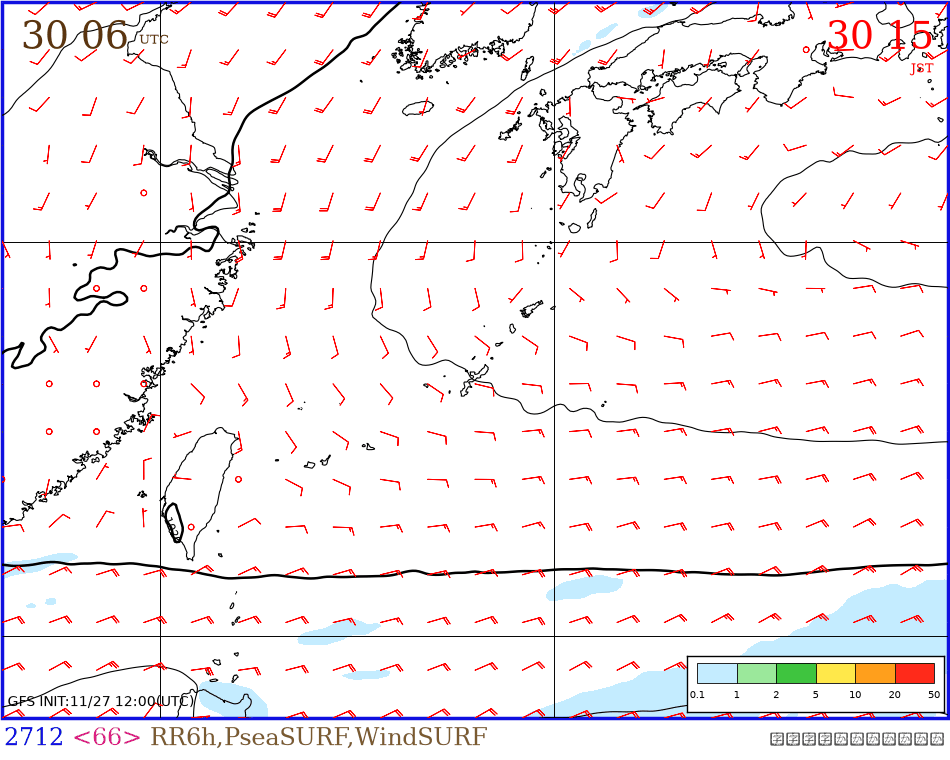 30 06 UTC
30 15
JST
0.1 1 2 5 10 20 50
GFS INIT:11/27 12:00(UTC)
2712 <66> RR6h,PseaSURF,WindSURF